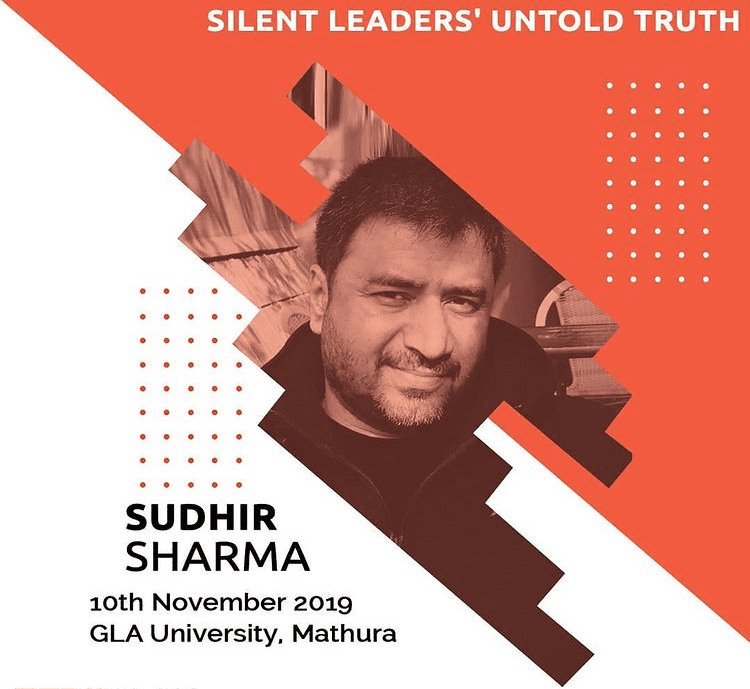 SILENT LEADERS' UNTOLD TRUTH
SUDHIR
SHARMA
10th November 2019
GLA University, Mathura